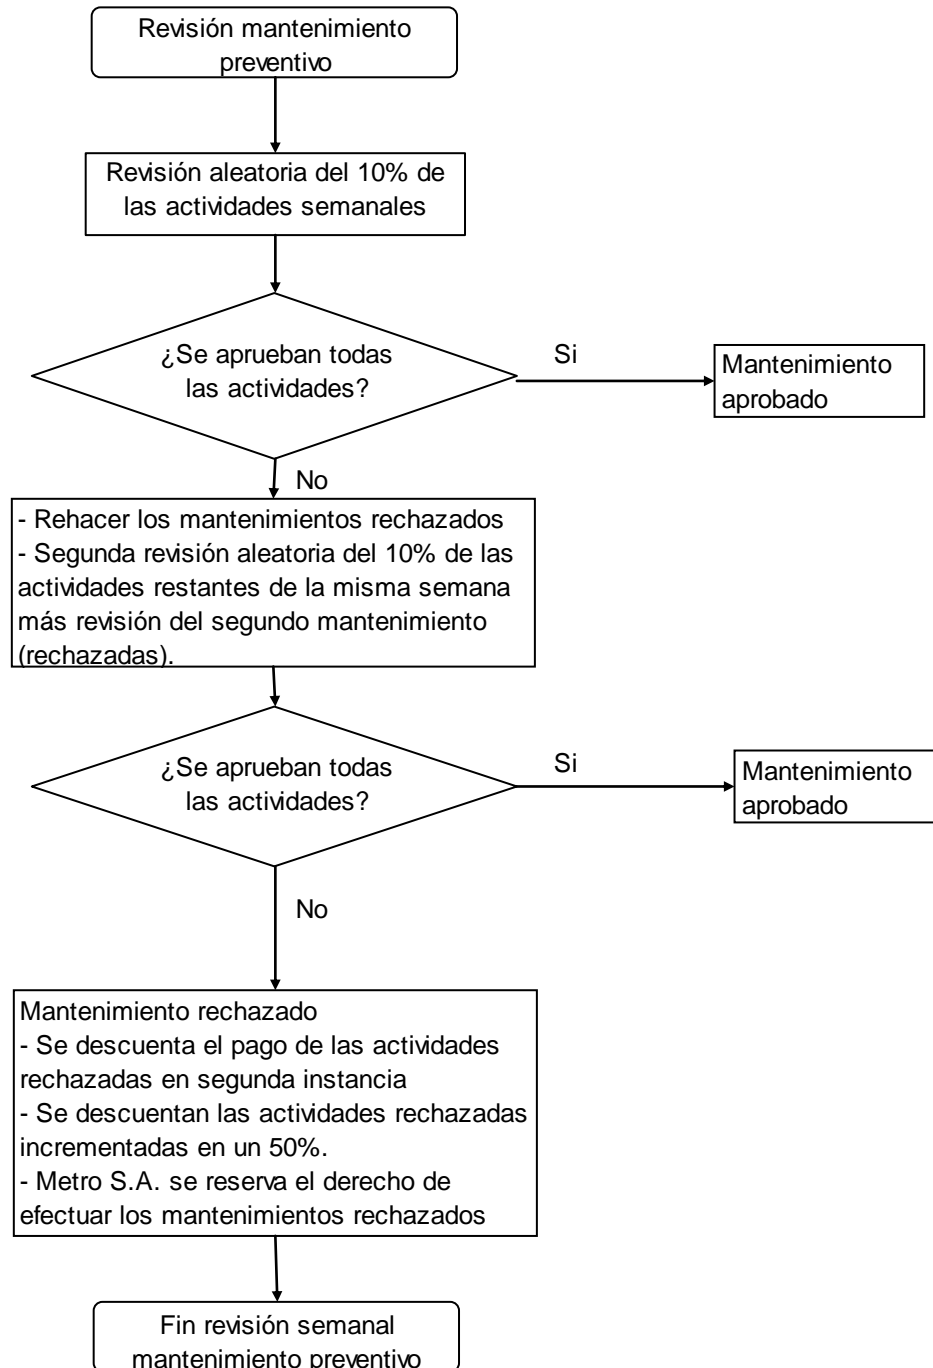 Revisión mantenimiento
preventivo
Revisión aleatoria del 10% de
las actividades semanales
¿Se aprueban todas
las actividades?
Si
Mantenimiento
aprobado
No
- Rehacer los mantenimientos rechazados
- Segunda revisión aleatoria del 10% de las
actividades restantes de la misma semana
más revisión del segundo mantenimiento
(rechazadas).
¿Se aprueban todas
las actividades?
Si
Mantenimiento
aprobado
No
Mantenimiento rechazado
- Se descuenta el pago de las actividades
rechazadas en segunda instancia
- Se descuentan las actividades rechazadas
incrementadas en un 50%.
- Metro S.A. se reserva el derecho de
efectuar los mantenimientos rechazados
Fin revisión semanal
mantenimiento preventivo